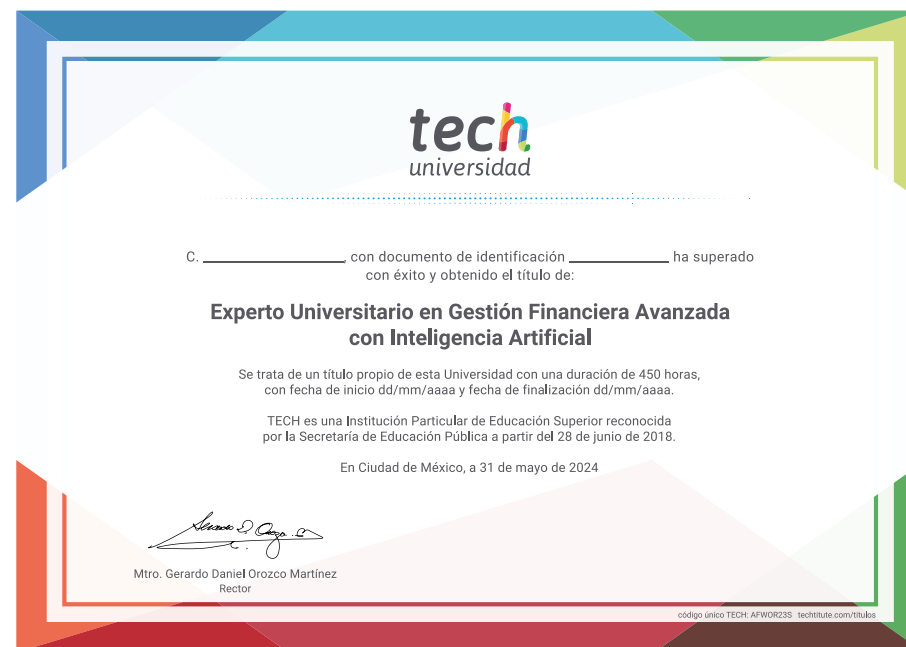 tech
universidad
C. ____________, con documento de identificación ____________ ha superado
con éxito y obtenido el título de:
Experto Universitario en Gestión Financiera Avanzada
con Inteligencia Artificial
Se trata de un título propio de esta Universidad con una duración de 450 horas,
con fecha de inicio dd/mm/aaaa y fecha de finalización dd/mm/aaaa.
TECH es una Institución Particular de Educación Superior reconocida
por la Secretaría de Educación Pública a partir del 28 de junio de 2018.
En Ciudad de México, a 31 de mayo de 2024
Mtro. Gerardo Daniel Orozco Martínez
Rector
código único TECH: AFWOR23S techtitute.com/titulos